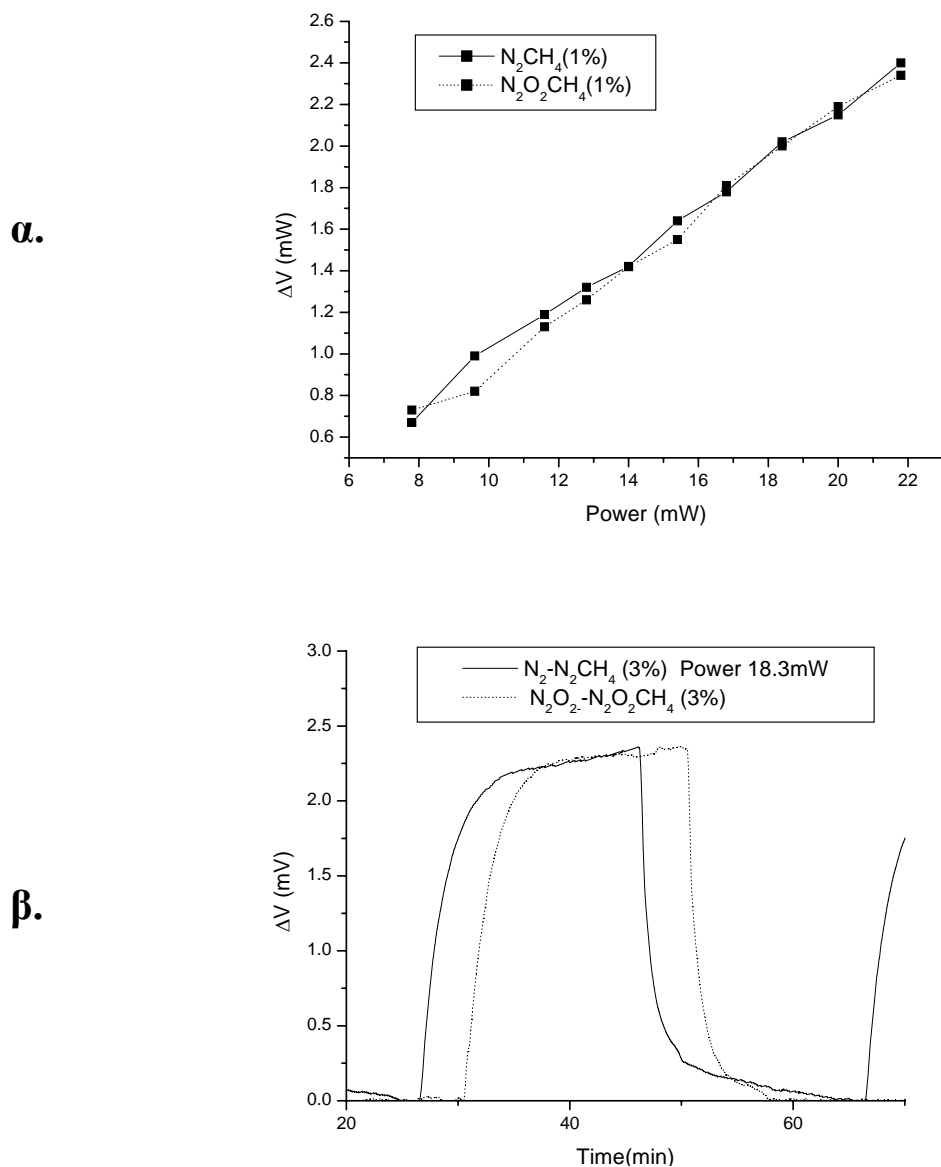 α.
2.6
2.4
2.2
2.0
1.8
1.6
1.4
1.2
1.0
0.8
0.6
ΔV (mW)
N₂CH₄(1%)
N₂O₂CH₄(1%)
6 8 10 12 14 16 18 20 22
Power (mW)
β.
3.0
2.5
2.0
1.5
1.0
0.5
0.0
ΔV (mV)
N₂-N₂CH₄ (3%) Power 18.3mW
N₂O₂₋-N₂O₂CH₄ (3%)
20 40 60
Time(min)